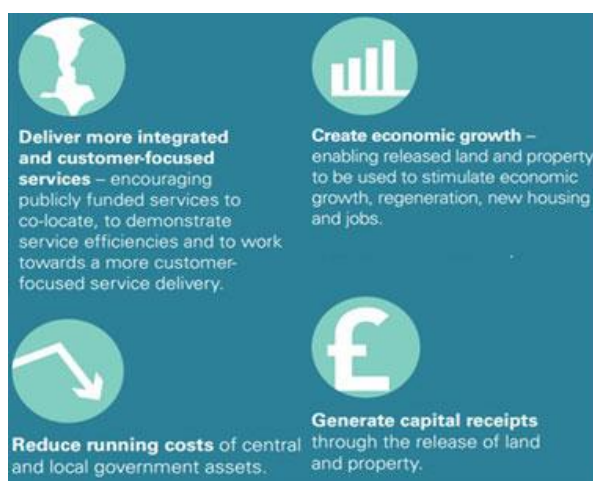 Deliver more integrated
and customer-focused
services – encouraging
publicly funded services to
co-locate, to demonstrate
service efficiencies and to work
towards a more customer-
focused service delivery.
Create economic growth –
enabling released land and property
to be used to stimulate economic
growth, regeneration, new housing
and jobs.
Reduce running costs of central
and local government assets.
£
Generate capital receipts
through the release of land
and property.